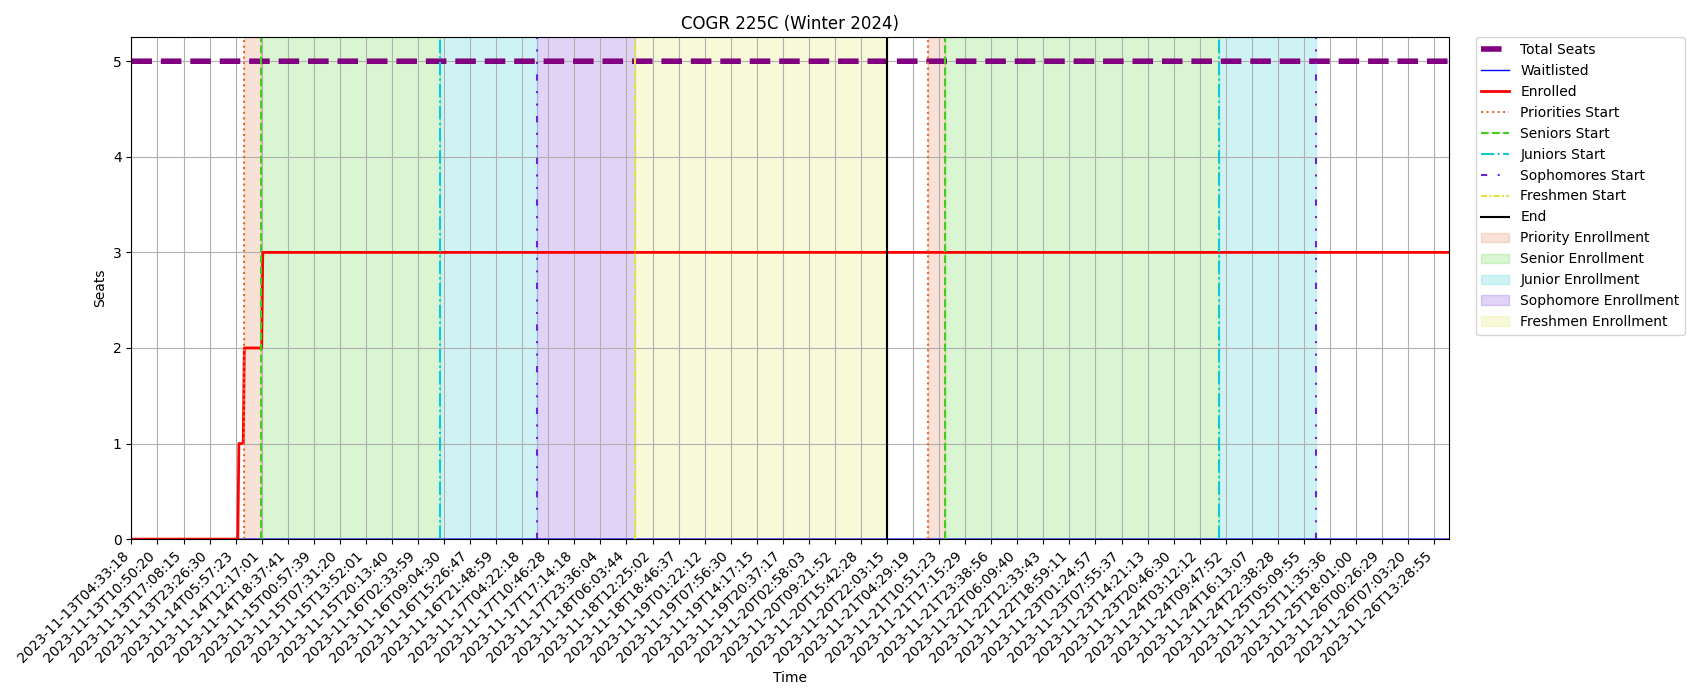 COGR 225C (Winter 2024)
Total Seats
Waitlisted
Enrolled
Priorities Start
Seniors Start
Juniors Start
Sophomores Start
Freshmen Start
End
Priority Enrollment
Senior Enrollment
Junior Enrollment
Sophomore Enrollment
Freshmen Enrollment
Seats
5
4
3
2
1
0
2023-11-13T04:33:18
2023-11-13T10:50:20
2023-11-13T17:08:15
2023-11-13T23:26:30
2023-11-14T05:57:23
2023-11-14T12:17:01
2023-11-14T18:37:41
2023-11-15T00:57:39
2023-11-15T07:31:20
2023-11-15T13:52:01
2023-11-15T20:13:40
2023-11-16T02:33:59
2023-11-16T09:04:30
2023-11-16T15:26:47
2023-11-16T21:48:59
2023-11-17T04:22:18
2023-11-17T10:46:28
2023-11-17T17:14:18
2023-11-17T23:36:04
2023-11-18T06:03:44
2023-11-18T12:25:02
2023-11-18T18:46:37
2023-11-19T01:22:12
2023-11-19T07:56:30
2023-11-19T14:17:15
2023-11-19T20:37:17
2023-11-20T02:58:03
2023-11-20T09:21:52
2023-11-20T15:42:28
2023-11-20T22:03:15
2023-11-21T04:29:19
2023-11-21T10:51:23
2023-11-21T17:15:29
2023-11-21T23:38:56
2023-11-22T06:09:40
2023-11-22T12:33:43
2023-11-22T18:59:11
2023-11-23T01:24:57
2023-11-23T07:55:37
2023-11-23T14:21:13
2023-11-23T20:46:30
2023-11-24T03:12:12
2023-11-24T09:47:52
2023-11-24T16:13:07
2023-11-24T22:38:28
2023-11-25T05:09:55
2023-11-25T11:35:36
2023-11-25T18:01:00
2023-11-26T00:26:29
2023-11-26T07:03:20
2023-11-26T13:28:55
Time